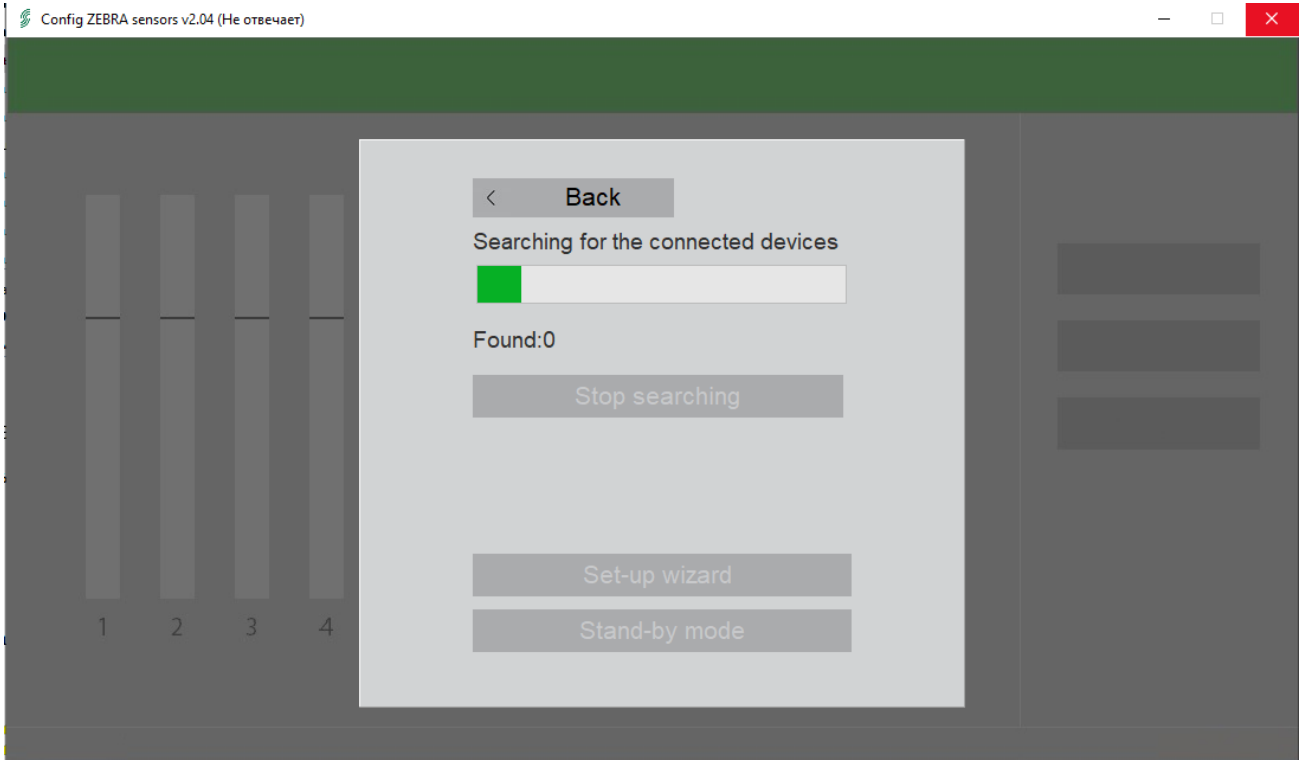 Config ZEBRA sensors v2.04 (Не отвечает)
Back
Searching for the connected devices
Found:0
Stop searching
Set-up wizard
Stand-by mode
1 2 3 4